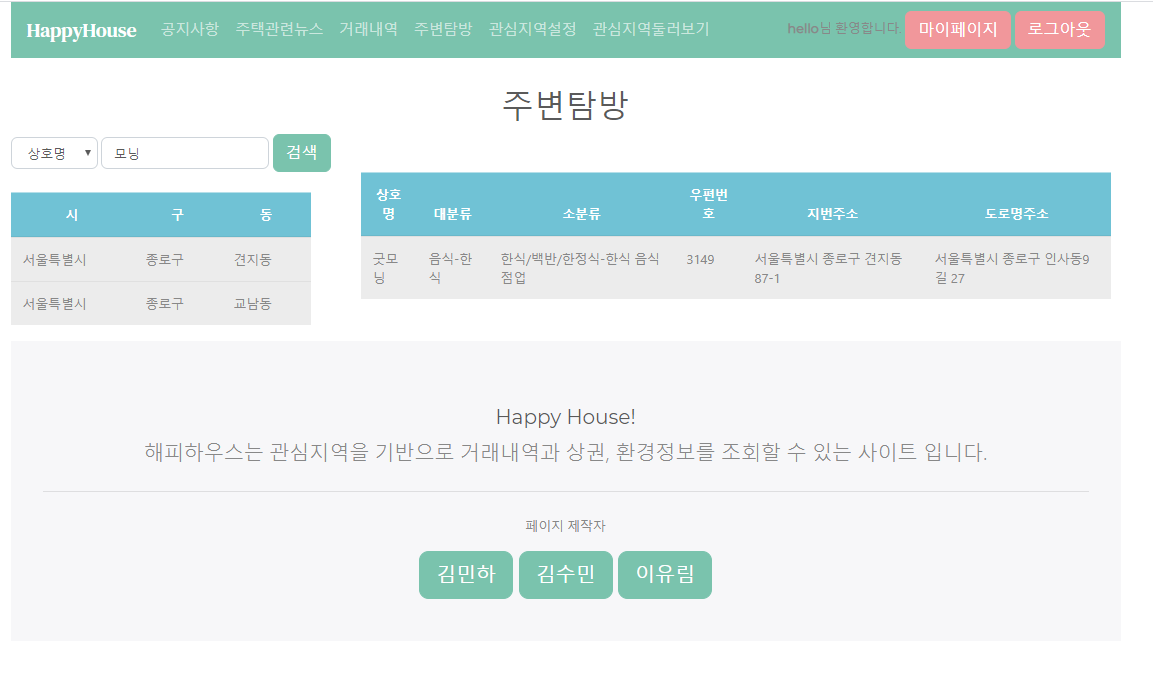 HappyHouse 공지사항 주택관련뉴스 거래내역 주변탐방 관심지역설정 관심지역둘러보기 hello님 환영합니다. 마이페이지 로그아웃
주변탐방
상호명 모닝 검색
시 구 동
서울특별시 종로구 견지동
서울특별시 종로구 교남동
상호
명 대분류 소분류 우편번
호 지번주소 도로명주소
굿모
닝 음식-한
식 한식/백반/한정식-한식 음식
점업 3149 서울특별시 종로구 견지동
87-1 서울특별시 종로구 인사동9
길 27
Happy House!
해피하우스는 관심지역을 기반으로 거래내역과 상권, 환경정보를 조회할 수 있는 사이트 입니다.
페이지 제작자
김민하 김수민 이유림